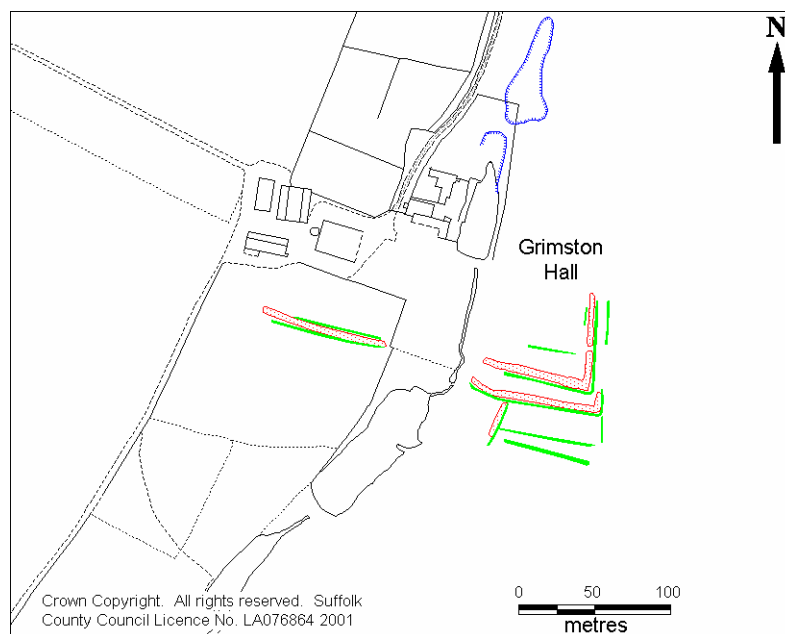 N
Grimston
Hall
Crown Copyright. All rights reserved. Suffolk
County Council Licence No. LA076864 2001
0 50 100
metres